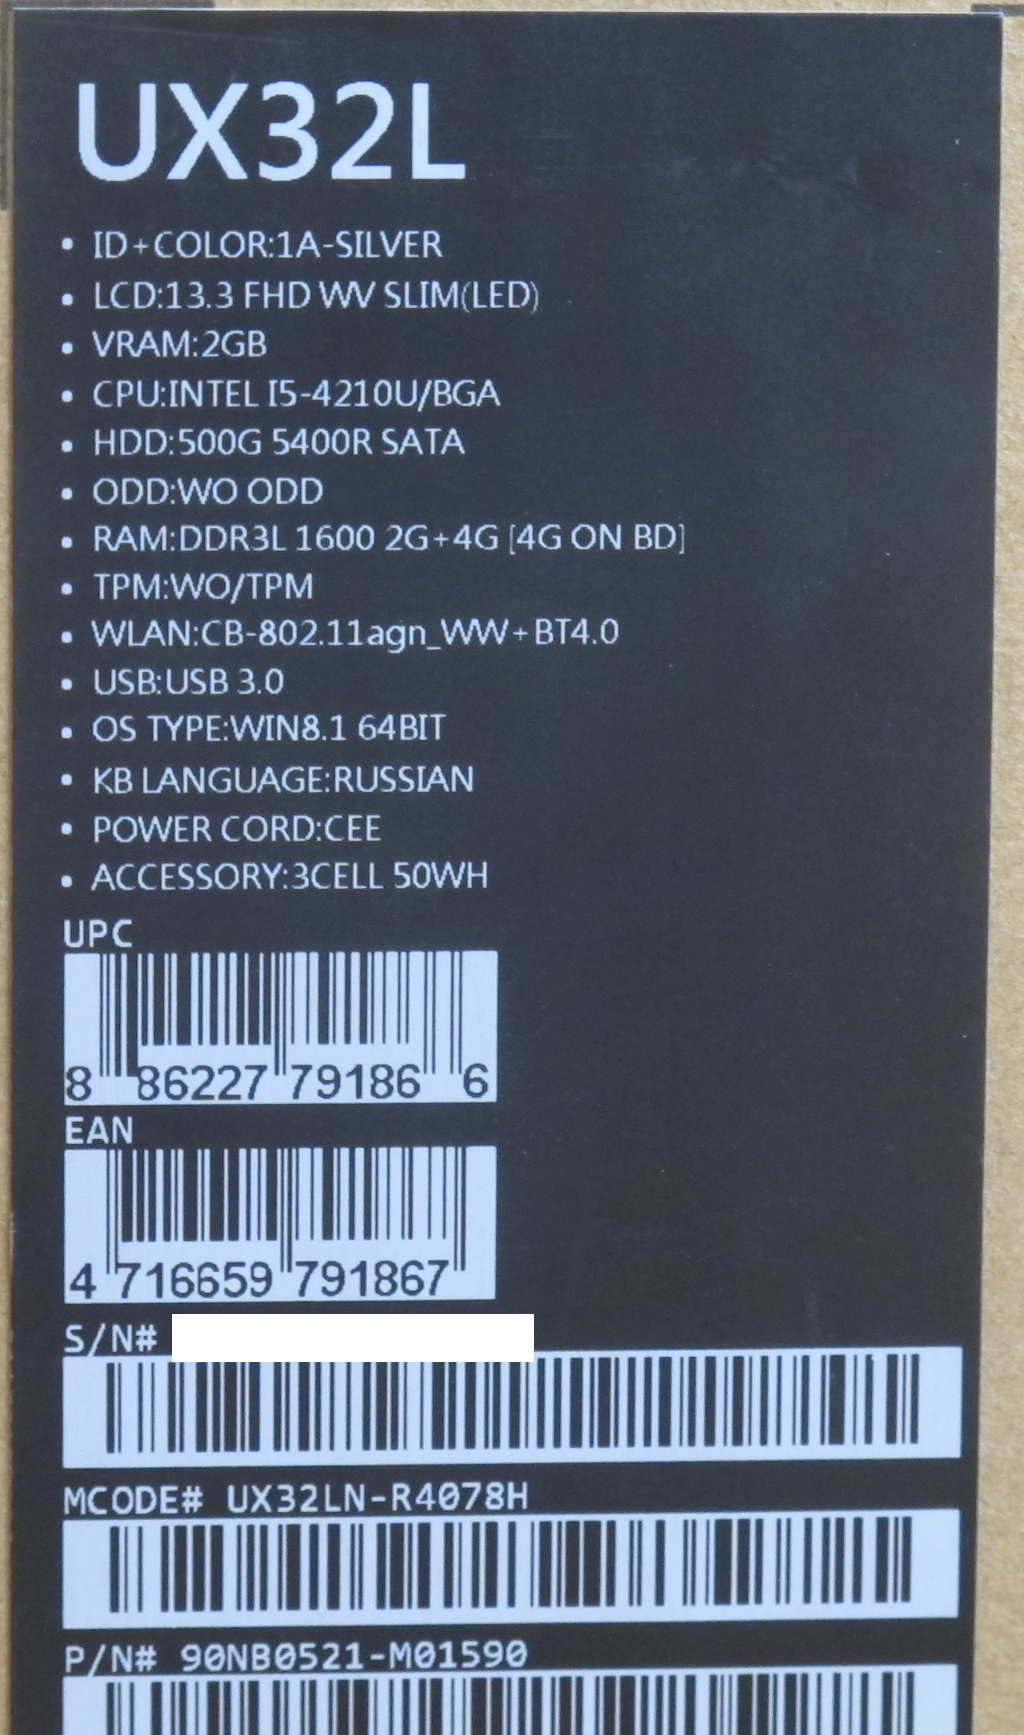 UX32L
• ID+COLOR:1A-SILVER
• LCD:13.3 FHD WV SLIM(LED)
• VRAM:2GB
• CPU:INTEL I5-4210U/BGA
• HDD:500G 5400R SATA
• ODD:WO ODD
• RAM:DDR3L 1600 2G+4G [4G ON BD]
• TPM:WO/TPM
• WLAN:CB-802.11agn_WW+BT4.0
• USB:USB 3.0
• OS TYPE:WIN8.1 64BIT
• KB LANGUAGE:RUSSIAN
• POWER CORD:CEE
• ACCESSORY:3CELL 50WH
UPC
8 86227 79186 6
EAN
4 716659 791867
S/N#
MCODE# UX32LN-R4078H
P/N# 90NB0521-M01590